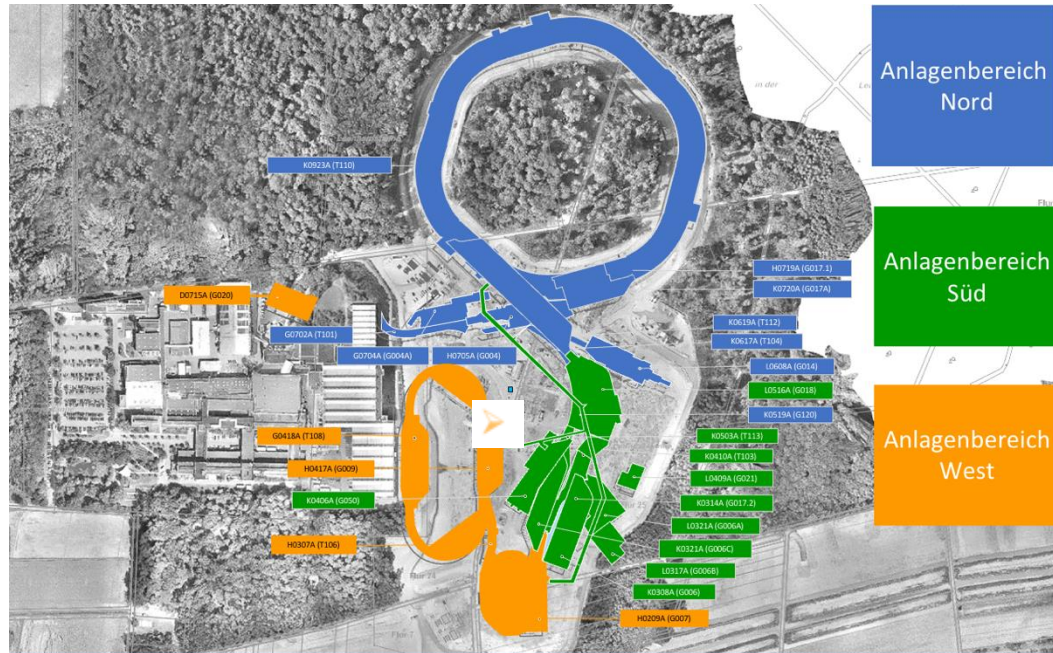 Anlagenbereich
Nord
Anlagenbereich
Süd
Anlagenbereich
West
in der
K0923A (T110)
H0719A (G017.1)
K0720A (G017A)
D0715A (G020)
K0619A (T112)
G0702A (T101)
K0617A (T104)
G0704A (G004A)
H0705A (G004)
L0608A (G014)
L0516A (G018)
K0519A (G120)
G0418A (T108)
K0503A (T113)
K0410A (T103)
H0417A (G009)
L0409A (G021)
K0406A (G050)
K0314A (G017.2)
L0321A (G006A)
H0307A (T106)
K0321A (G006C)
L0317A (G006B)
K0308A (G006)
H0209A (G007)